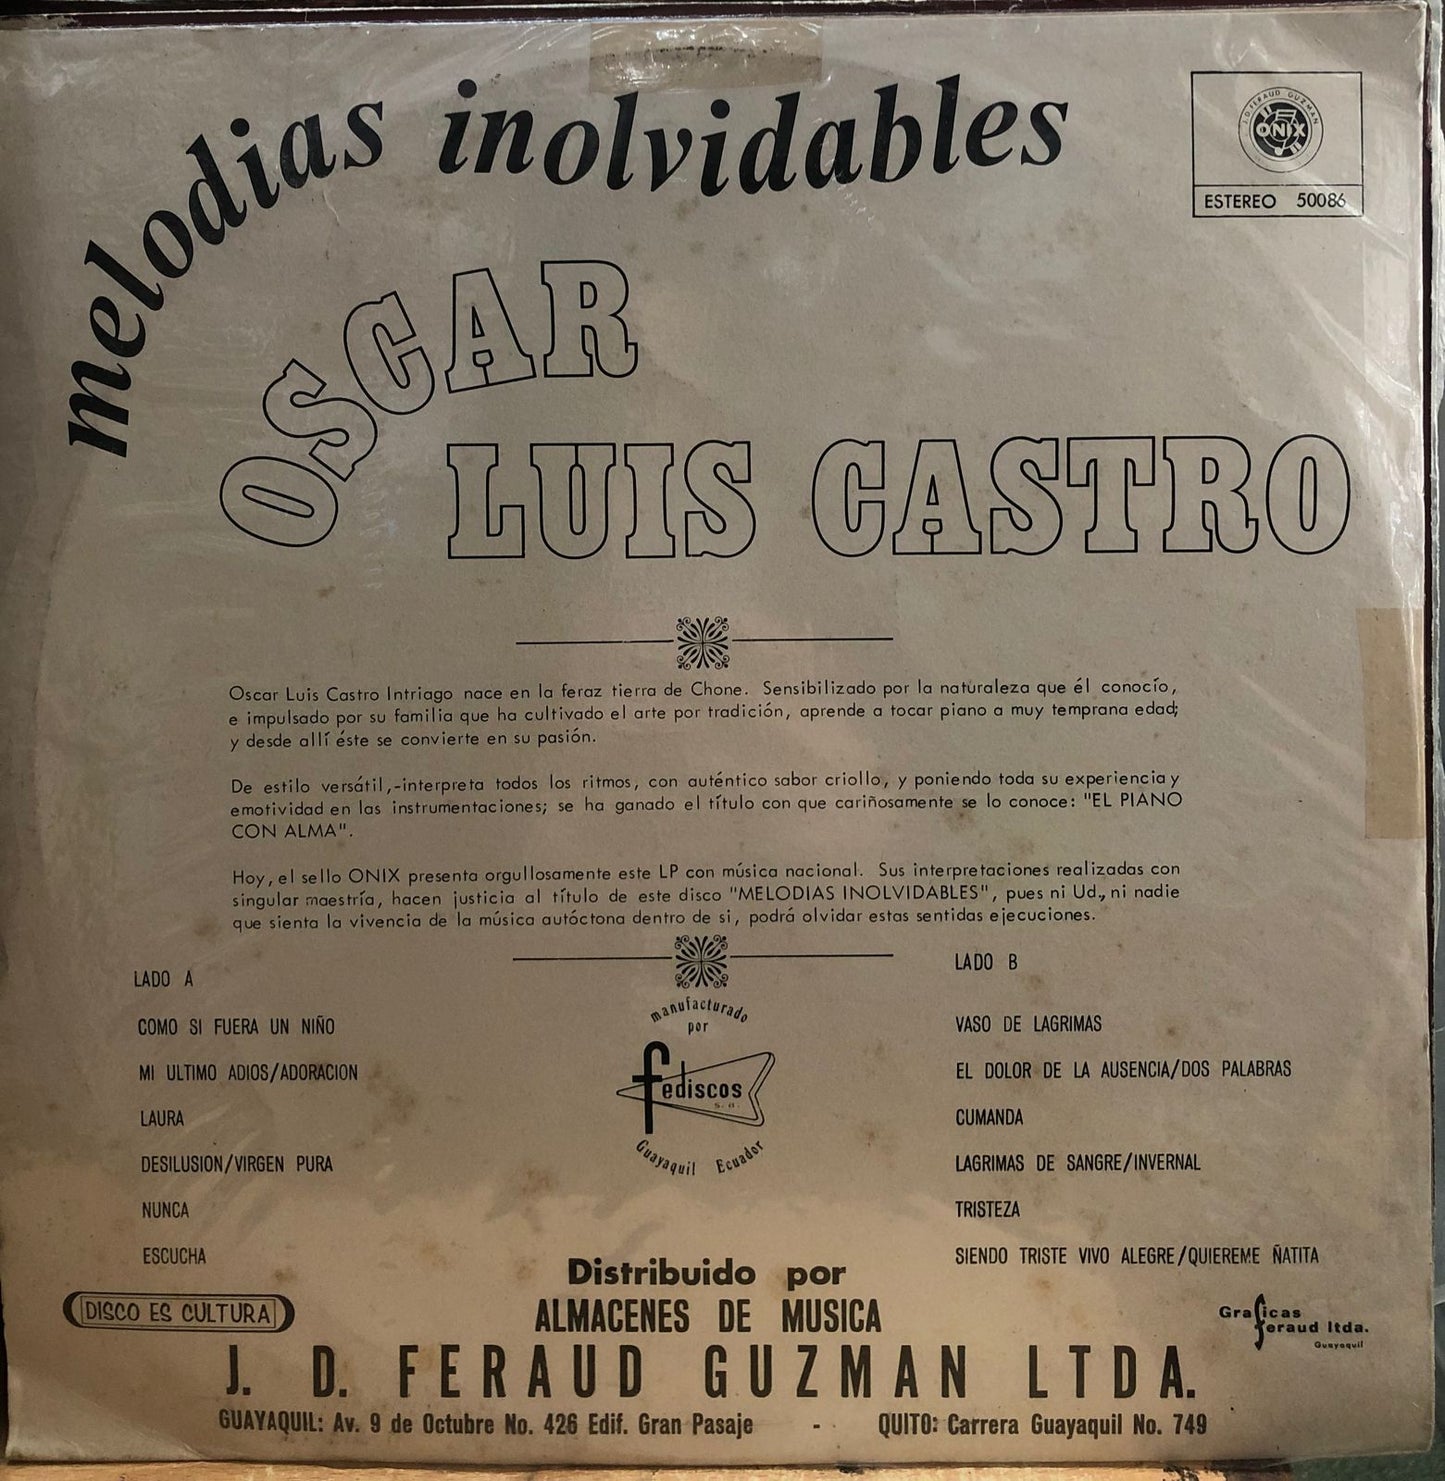 melodias inolvidables
J.D. FERAUD GUZMAN
ONIX
ESTEREO 50086
OSCAR
LUIS CASTRO
Oscar Luis Castro Intriago nace en la feraz tierra de Chone. Sensibilizado por la naturaleza que él conocío,
e impulsado por su familia que ha cultivado el arte por tradición, aprende a tocar piano a muy temprana edad;
y desde allí éste se convierte en su pasión.
De estilo versátil,-interpreta todos los ritmos, con auténtico sabor criollo, y poniendo toda su experiencia y
emotividad en las instrumentaciones; se ha ganado el título con que cariñosamente se lo conoce: "EL PIANO
CON ALMA".
Hoy, el sello ONIX presenta orgullosamente este LP con música nacional. Sus interpretaciones realizadas con
singular maestría, hacen justicia al título de este disco "MELODIAS INOLVIDABLES", pues ni Ud., ni nadie
que sienta la vivencia de la música autóctona dentro de si, podrá olvidar estas sentidas ejecuciones.
LADO A
COMO SI FUERA UN NIÑO
MI ULTIMO ADIOS/ADORACION
LAURA
DESILUSION/VIRGEN PURA
NUNCA
ESCUCHA
manufacturado
por
fediscos
s.a.
Guayaquil Ecuador
LADO B
VASO DE LAGRIMAS
EL DOLOR DE LA AUSENCIA/DOS PALABRAS
CUMANDA
LAGRIMAS DE SANGRE/INVERNAL
TRISTEZA
SIENDO TRISTE VIVO ALEGRE/QUIEREME ÑATITA
DISCO ES CULTURA
Distribuido por
ALMACENES DE MUSICA
J. D. FERAUD GUZMAN LTDA.
GUAYAQUIL: Av. 9 de Octubre No. 426 Edif. Gran Pasaje - QUITO: Carrera Guayaquil No. 749
Graficas
feraud ltda.
Guayaquil